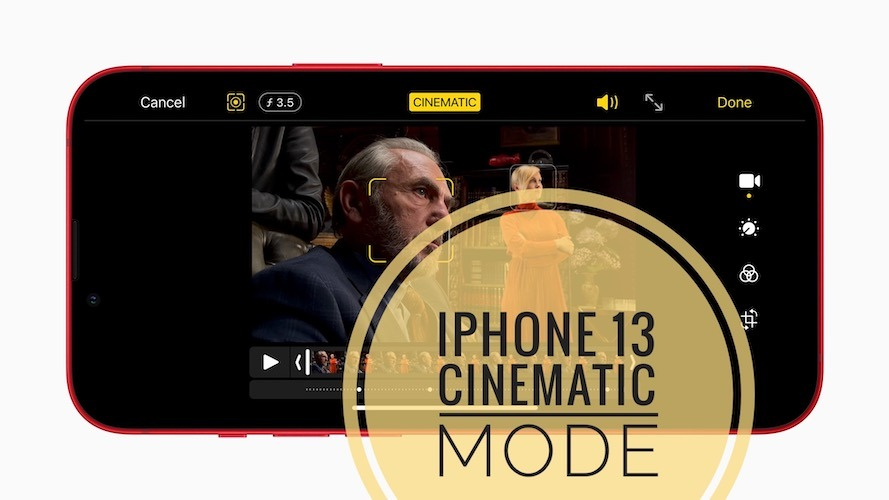 Cancel
ƒ 3.5
CINEMATIC
Done
IPHONE 13
CINEMATIC
MODE